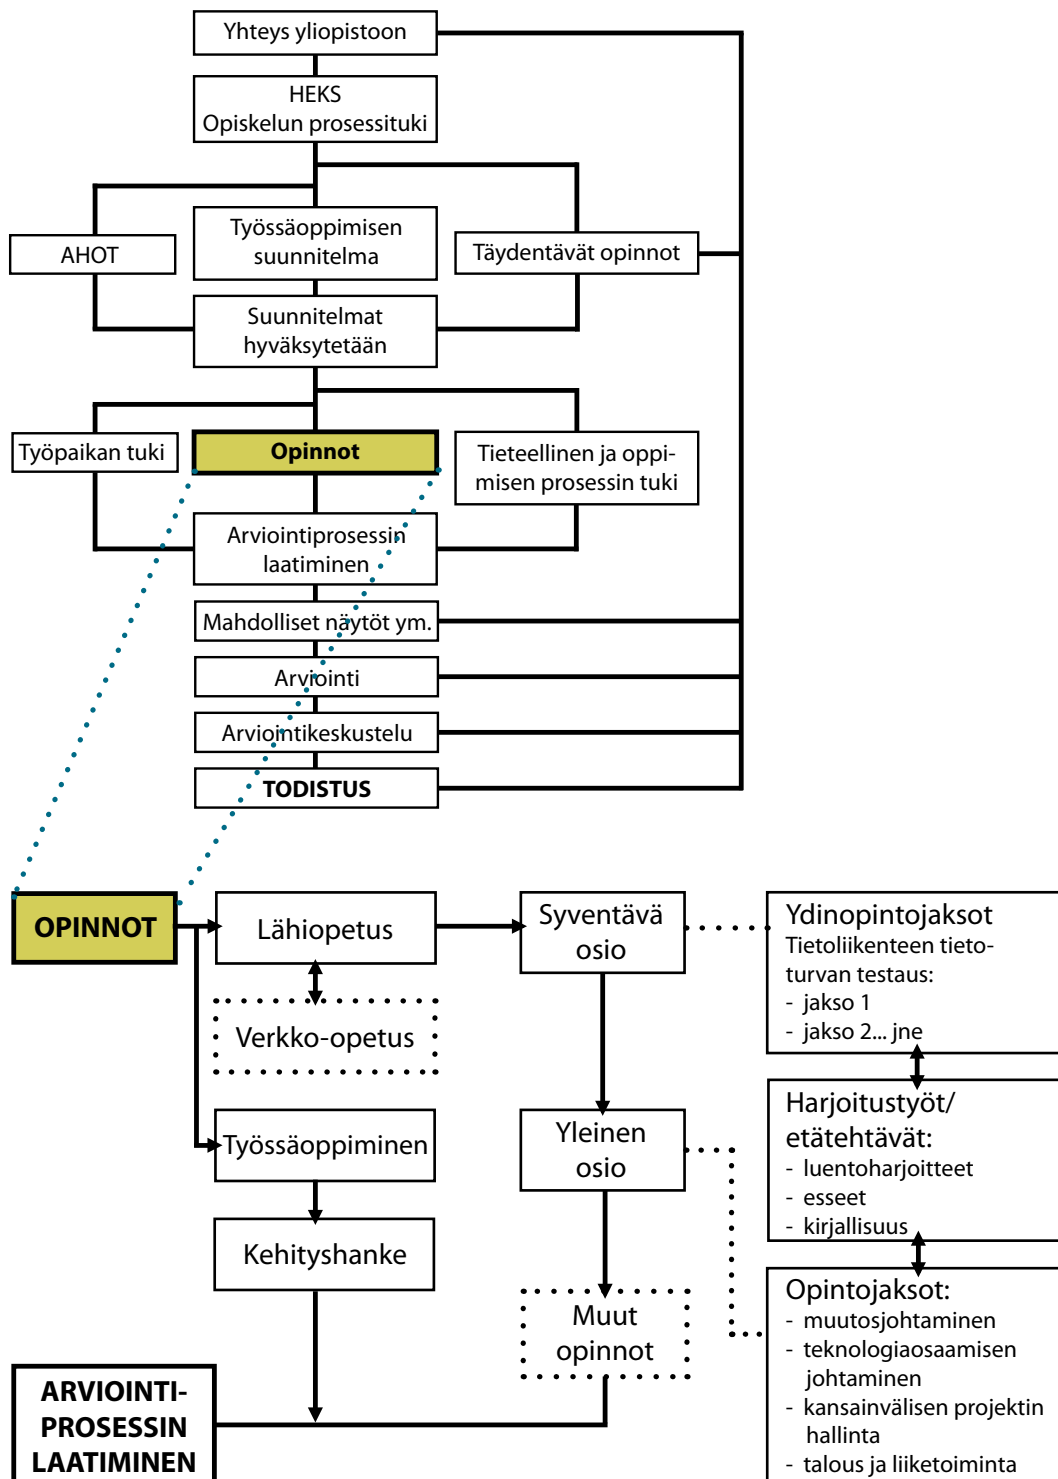 Yhteys yliopistoon
HEKS
Opiskelun prosessituki
AHOT
Työssäoppimisen
suunnitelma
Täydentävät opinnot
Suunnitelmat
hyväksytetään
Työpaikan tuki
Opinnot
Tieteellinen ja oppi-
misen prosessin tuki
Arviointiprosessin
laatiminen
Mahdolliset näytöt ym.
Arviointi
Arviointikeskustelu
TODISTUS
OPINNOT
Lähiopetus
Verkko-opetus
Työssäoppiminen
Kehityshanke
ARVIOINTI-
PROSESSIN
LAATIMINEN
Syventävä
osio
Yleinen
osio
Muut
opinnot
Ydinopintojaksot
Tietoliikenteen tieto-
turvan testaus:
- jakso 1
- jakso 2... jne
Harjoitustyöt/
etätehtävät:
- luentoharjoitteet
- esseet
- kirjallisuus
Opintojaksot:
- muutosjohtaminen
- teknologiaosaamisen
johtaminen
- kansainvälisen projektin
hallinta
- talous ja liiketoiminta